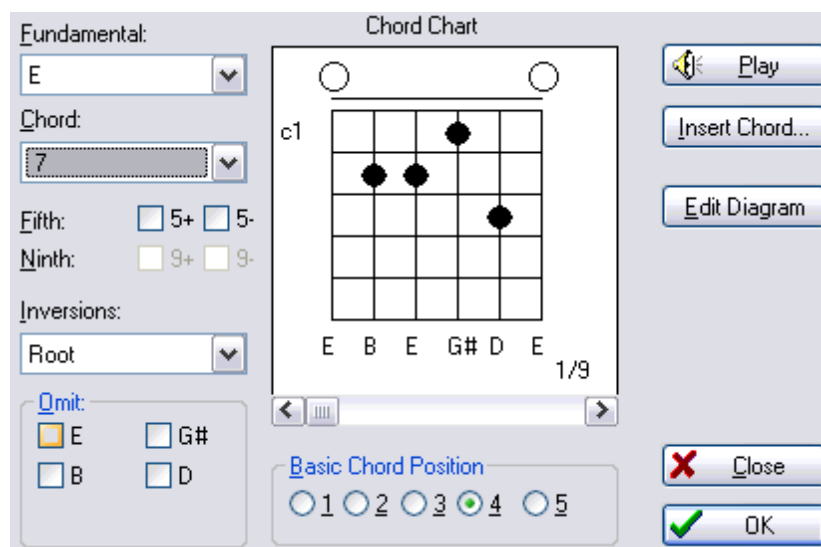 Fundamental:
E
Chord:
7
Fifth: 5+ 5-
Ninth: 9+ 9-
Inversions:
Root
Omit:
E G#
B D
Chord Chart
c1
E B E G# D E
1/9
Basic Chord Position
1 2 3 4 5
Play
Insert Chord...
Edit Diagram
Close
OK